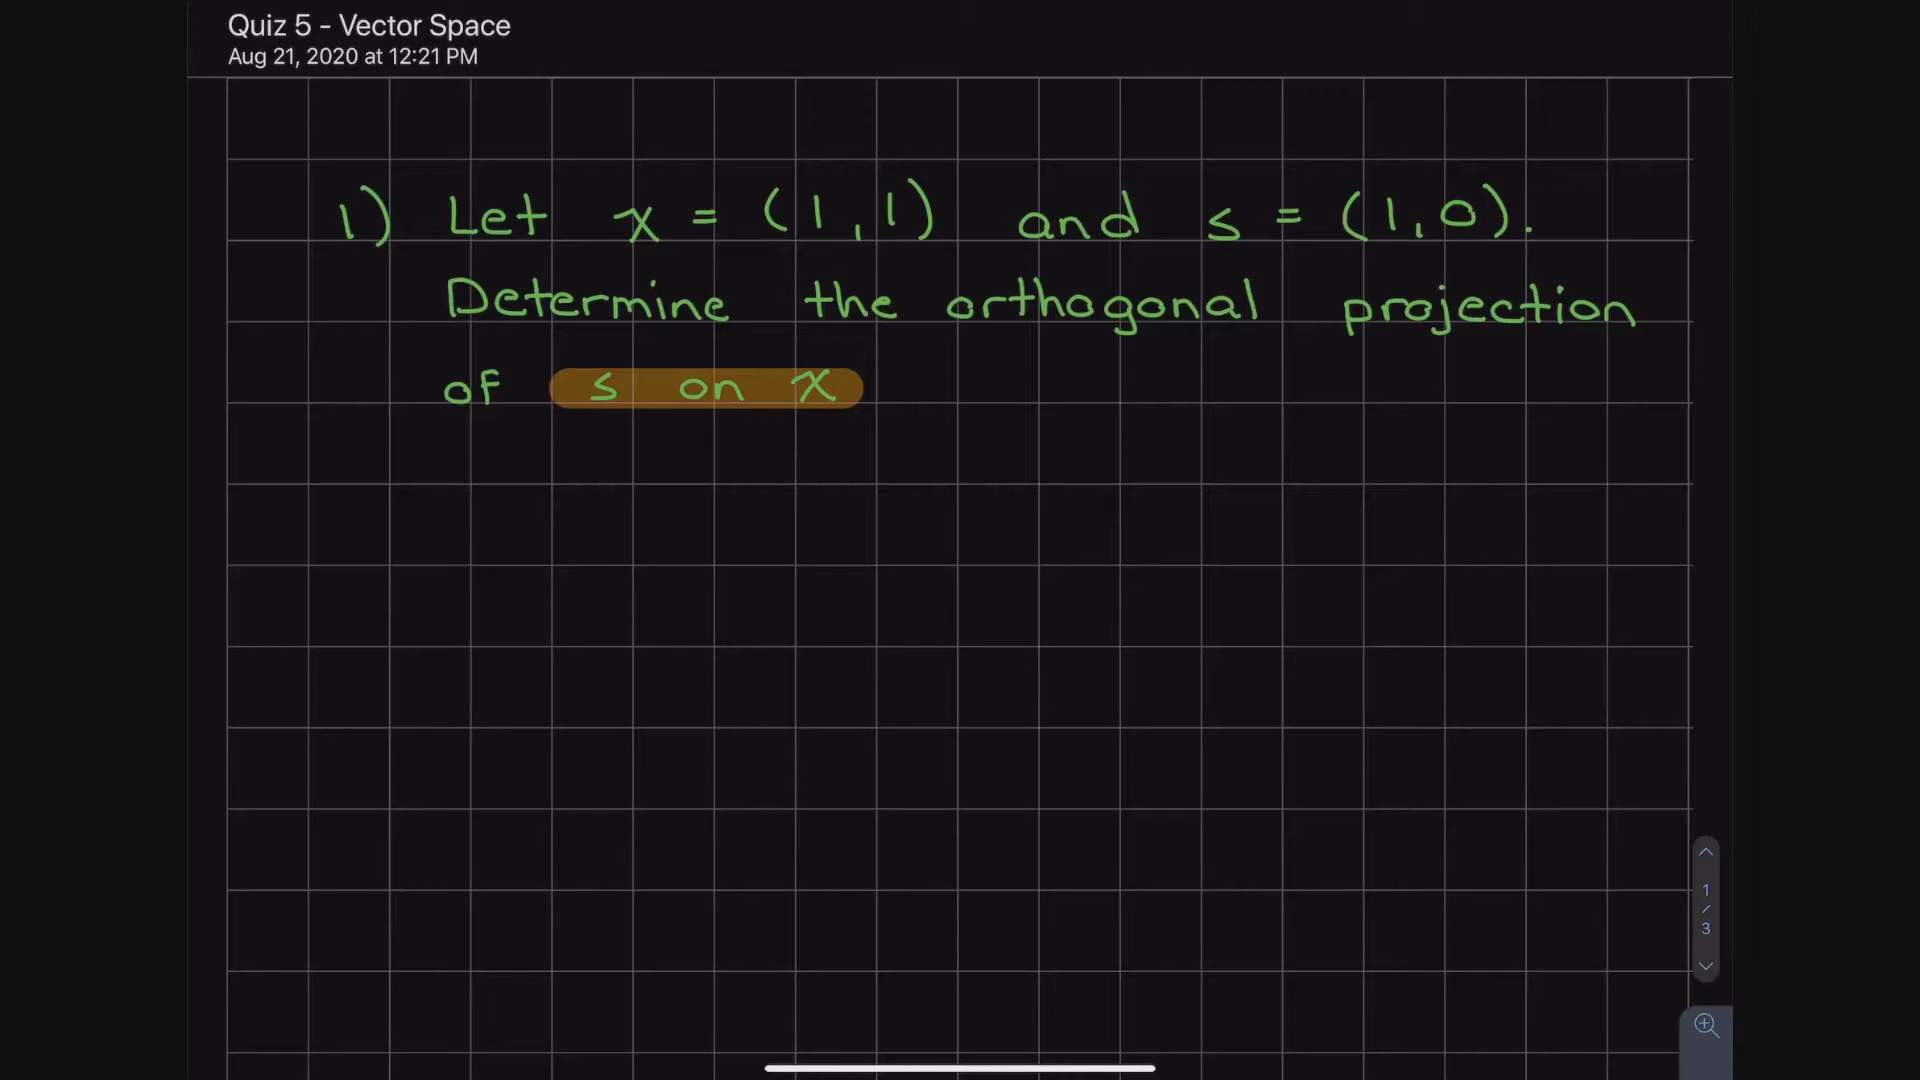 Quiz 5 - Vector Space
Aug 21, 2020 at 12:21 PM
1) Let x = (1, 1) and s = (1, 0).
Determine the orthogonal projection
of s on x
1
/
3